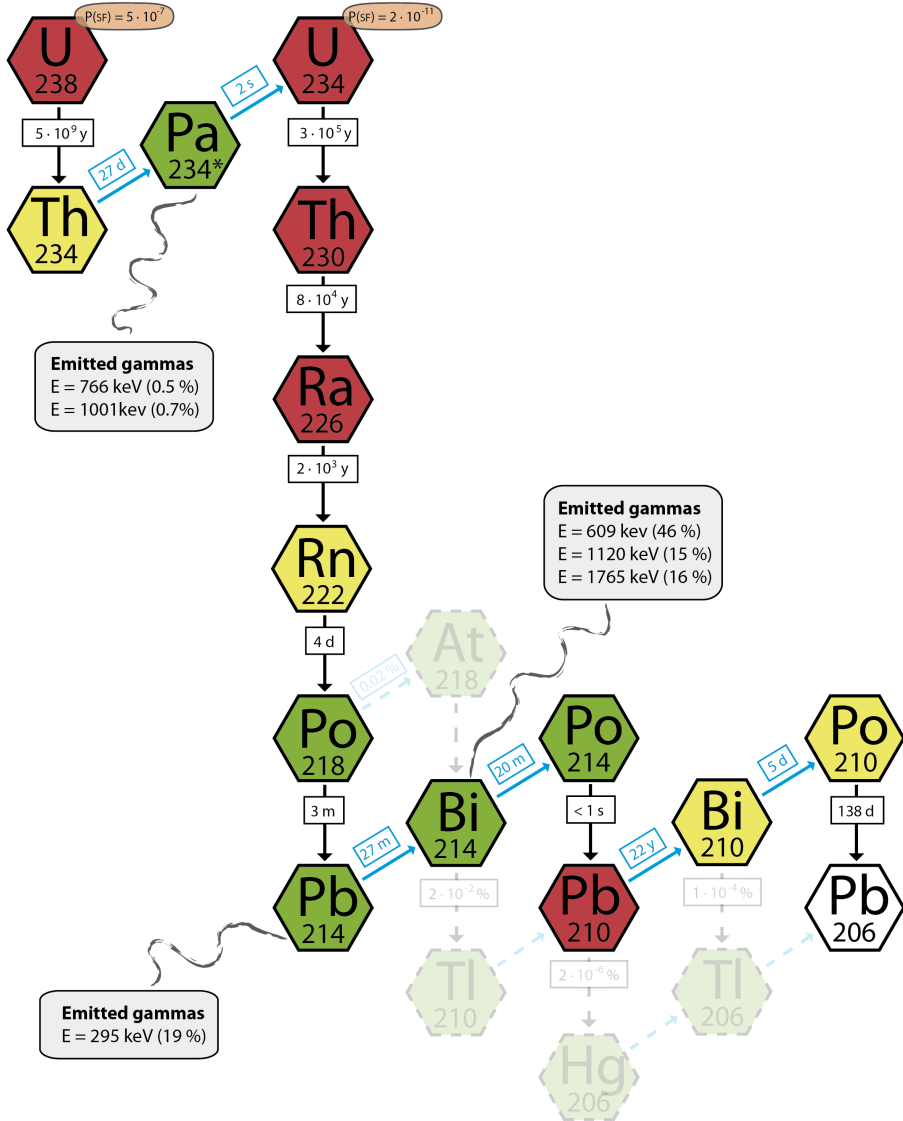 P(SF) = 5 · 10⁻⁷
P(SF) = 2 · 10⁻¹¹
U
238
U
234
5 · 10⁹ y
2 s
3 · 10⁵ y
Pa
234*
27 d
Th
234
Th
230
8 · 10⁴ y
Emitted gammas
E = 766 keV (0.5 %)
E = 1001kev (0.7%)
Ra
226
2 · 10³ y
Emitted gammas
E = 609 kev (46 %)
E = 1120 keV (15 %)
E = 1765 keV (16 %)
Rn
222
4 d
0.02 %
At
218
Po
218
Po
214
Po
210
20 m
5 d
3 m
< 1 s
138 d
Bi
214
Bi
210
27 m
22 y
Pb
214
2 · 10⁻² %
Pb
210
1 · 10⁻⁴ %
Pb
206
Tl
210
2 · 10⁻⁶ %
Tl
206
Emitted gammas
E = 295 keV (19 %)
Hg
206